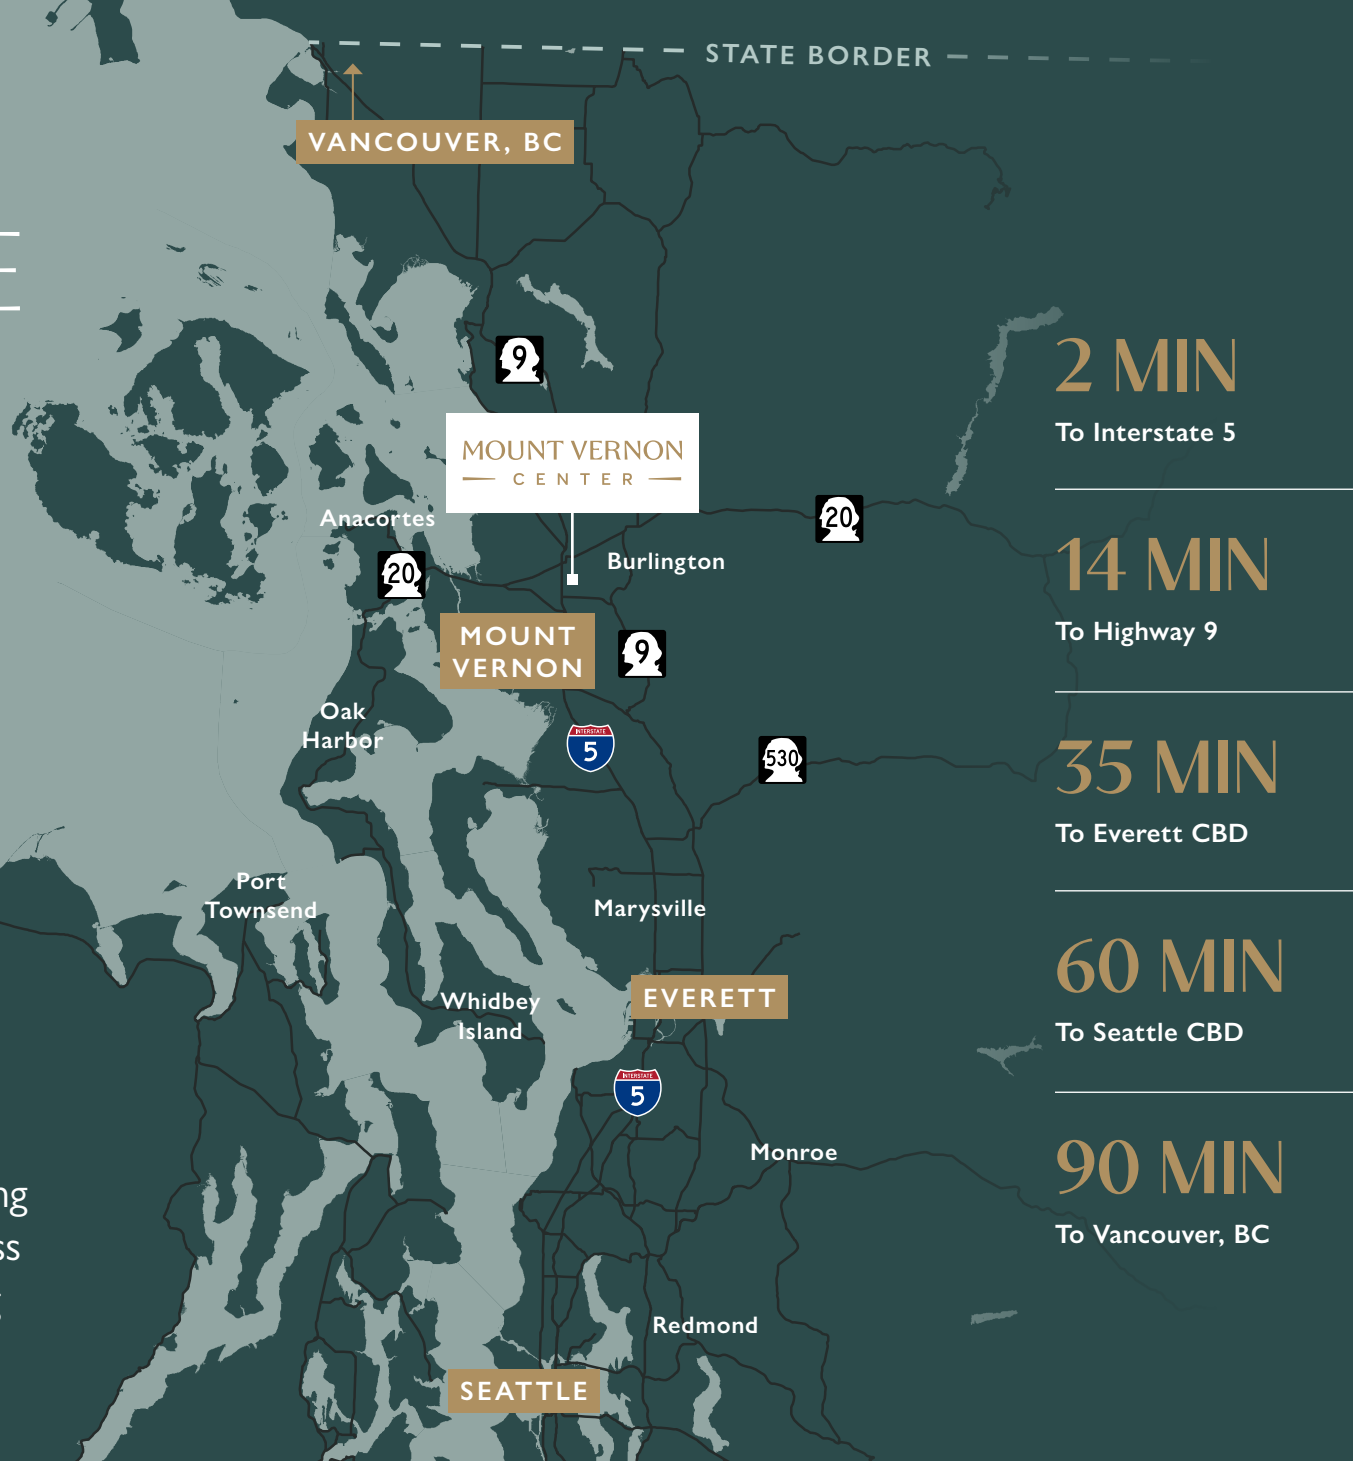 STATE BORDER
VANCOUVER, BC
9
MOUNT VERNON
CENTER
Anacortes
20
20
Burlington
MOUNT
VERNON
9
Oak
Harbor
INTERSTATE
5
530
Port
Townsend
Marysville
Whidbey
Island
EVERETT
INTERSTATE
5
Monroe
Redmond
SEATTLE
2 MIN
To Interstate 5
14 MIN
To Highway 9
35 MIN
To Everett CBD
60 MIN
To Seattle CBD
90 MIN
To Vancouver, BC